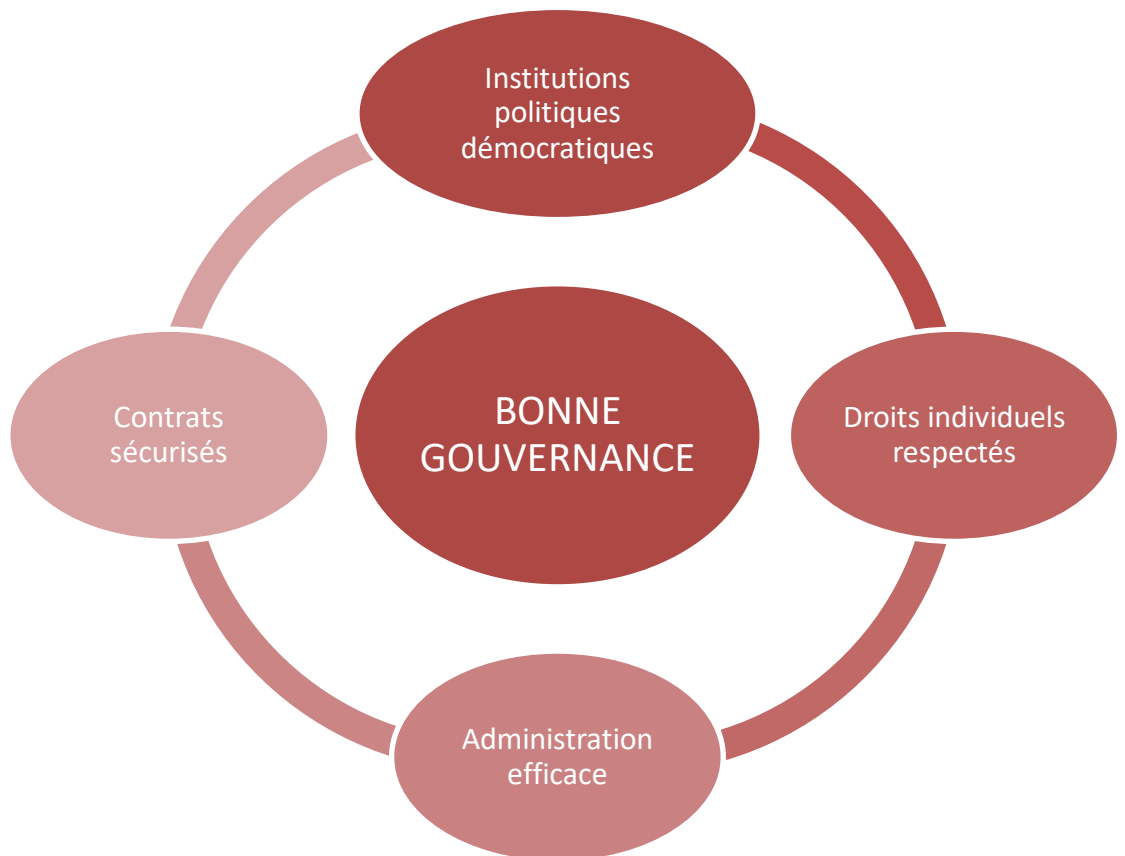 Institutions
politiques
démocratiques
Contrats
sécurisés
BONNE
GOUVERNANCE
Droits individuels
respectés
Administration
efficace